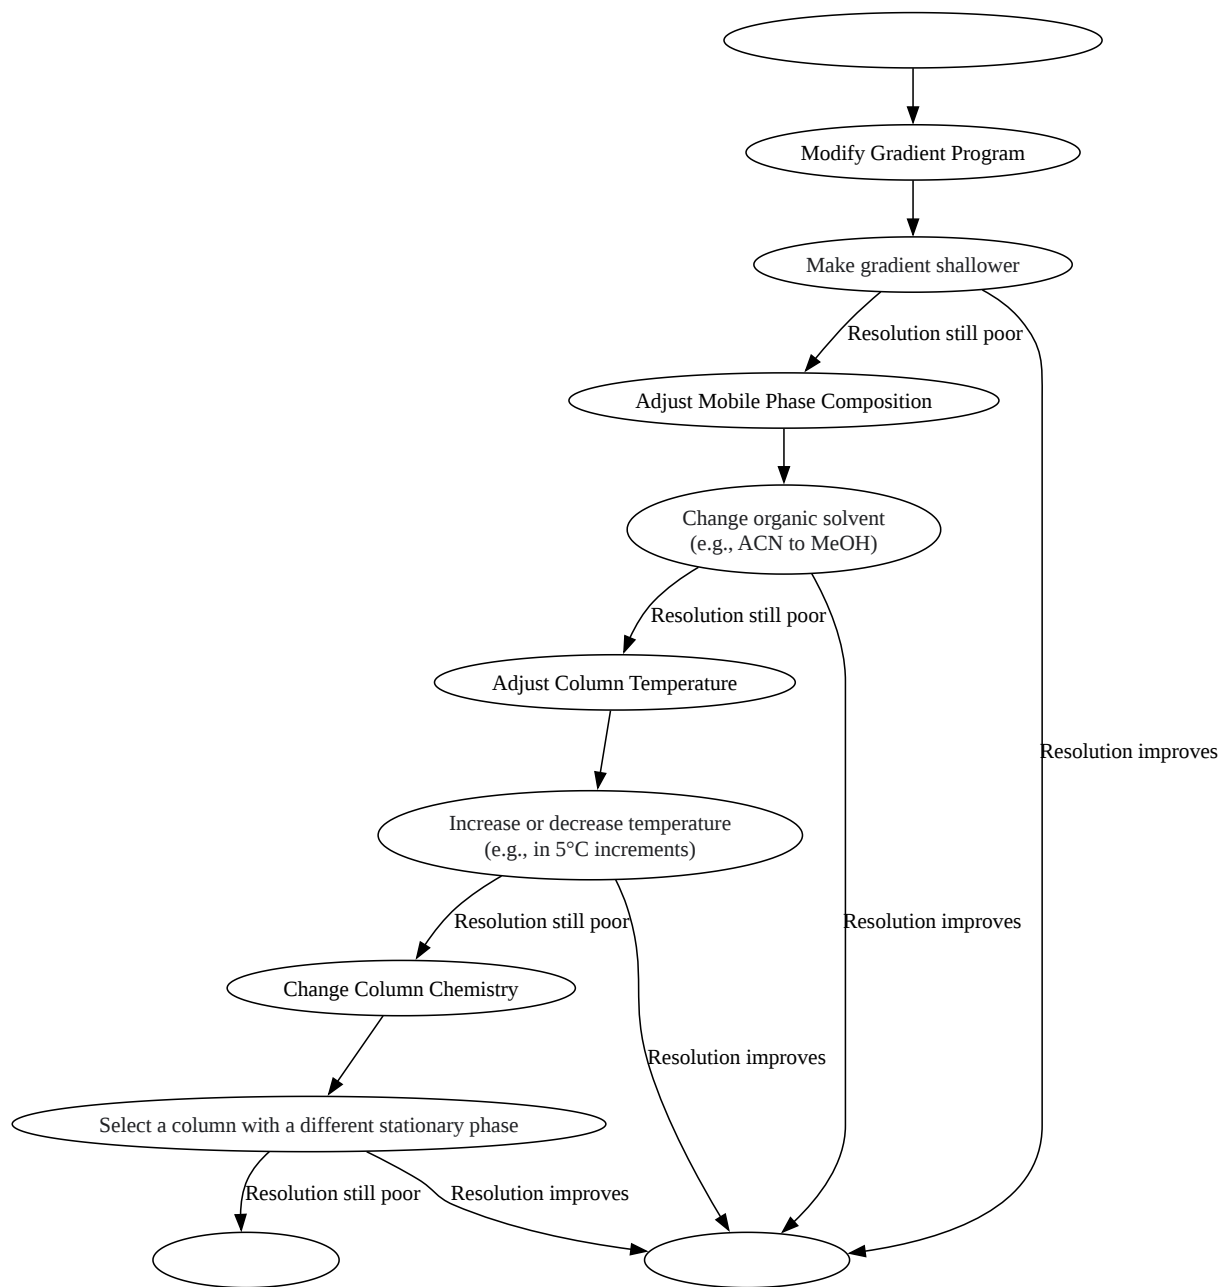 Modify Gradient Program
Make gradient shallower
Resolution still poor
Adjust Mobile Phase Composition
Change organic solvent
(e.g., ACN to MeOH)
Resolution still poor
Adjust Column Temperature
Resolution improves
Increase or decrease temperature
(e.g., in 5°C increments)
Resolution still poor
Resolution improves
Change Column Chemistry
Resolution improves
Select a column with a different stationary phase
Resolution still poor
Resolution improves